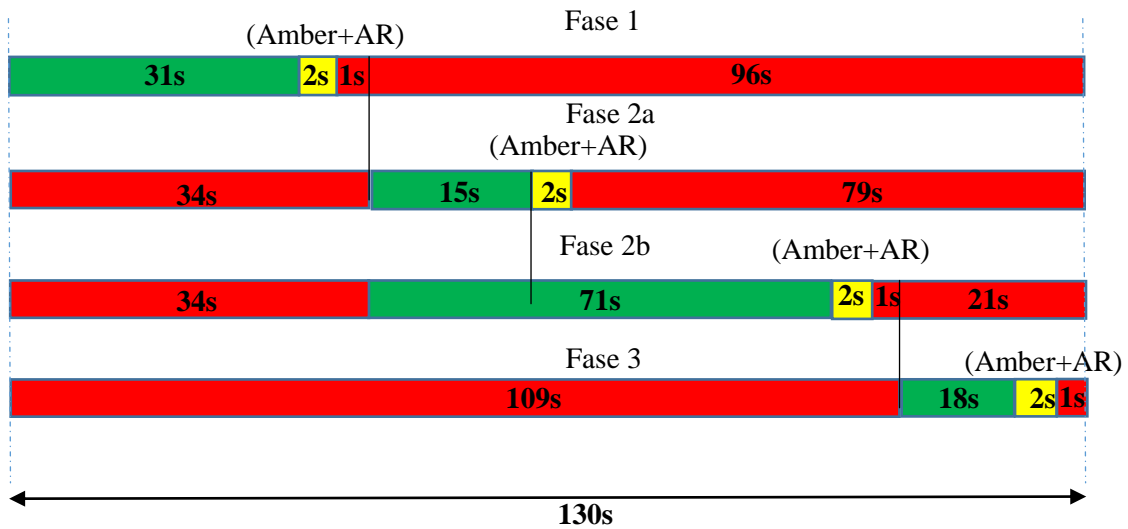 Fase 1
(Amber+AR)
31s 2s 1s 96s
Fase 2a
(Amber+AR)
34s 15s 2s 79s
Fase 2b
(Amber+AR)
34s 71s 2s 1s 21s
Fase 3
(Amber+AR)
109s 18s 2s 1s
130s